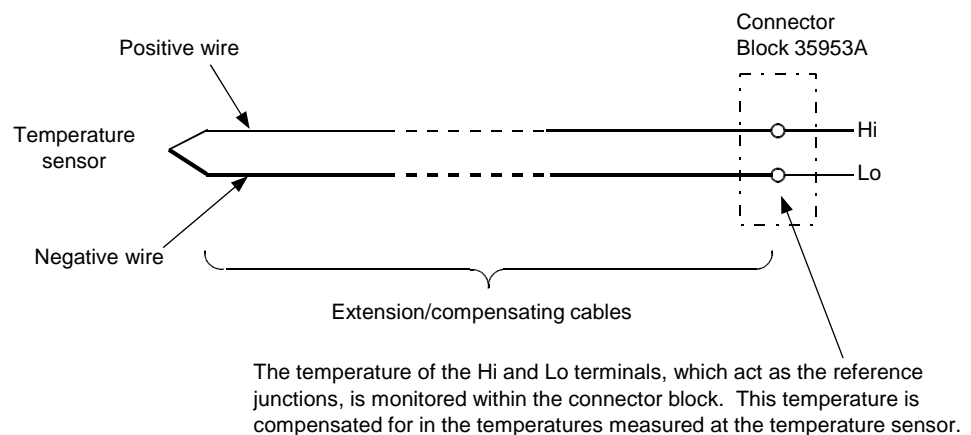 Connector
Block 35953A
Positive wire
Hi
Temperature
sensor
Lo
Negative wire
Extension/compensating cables
The temperature of the Hi and Lo terminals, which act as the reference
junctions, is monitored within the connector block. This temperature is
compensated for in the temperatures measured at the temperature sensor.